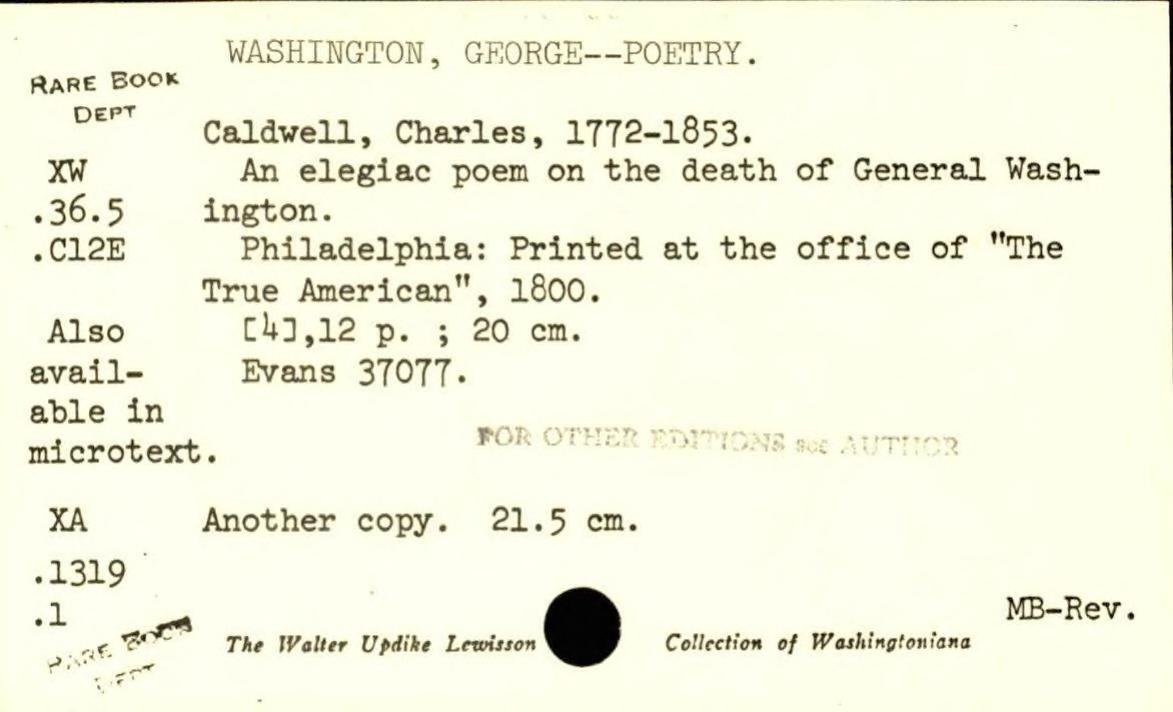 WASHINGTON, GEORGE--POETRY.
RARE BOOK
DEPT
Caldwell, Charles, 1772-1853.
XW An elegiac poem on the death of General Wash-
.36.5 ington.
.C12E Philadelphia: Printed at the office of "The
True American", 1800.
Also [4],12 p. ; 20 cm.
avail- Evans 37077.
able in
microtext.
FOR OTHER EDITIONS see AUTHOR
XA Another copy. 21.5 cm.
.1319
.1
MB-Rev.
RARE BOOK
DEPT
The Walter Updike Lewisson Collection of Washingtoniana